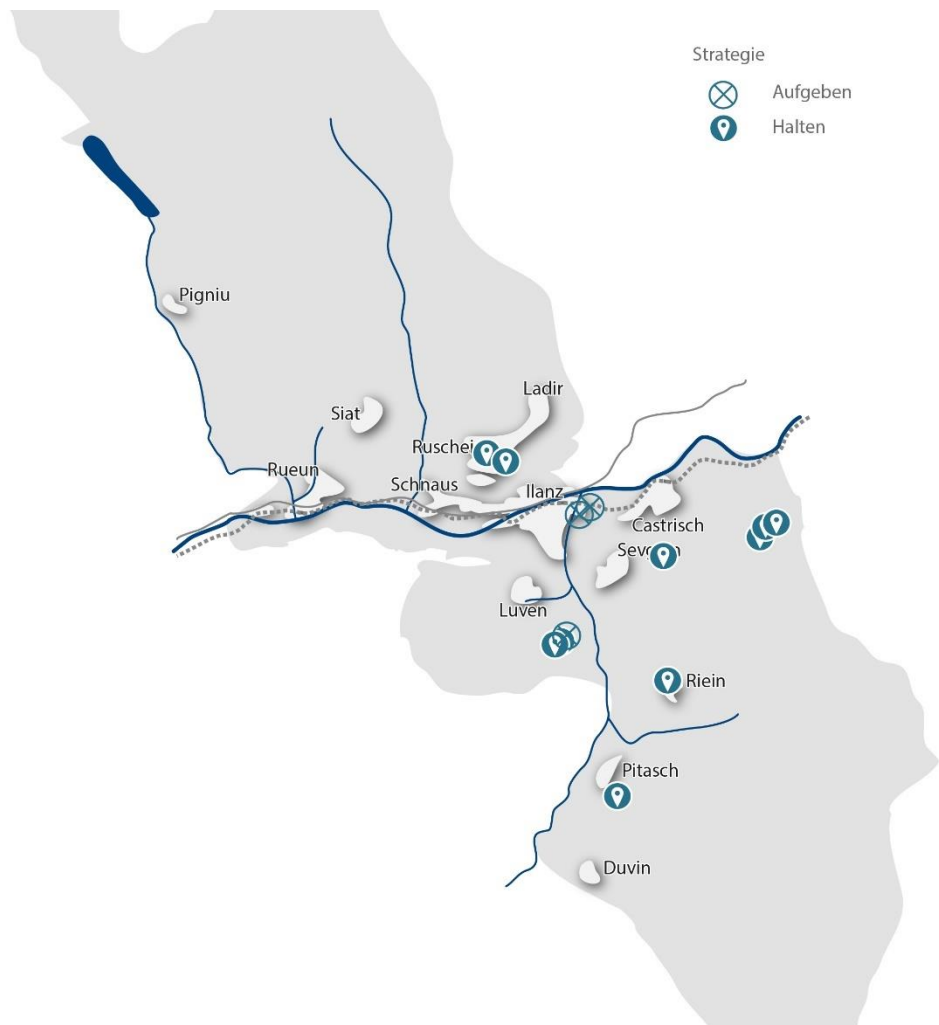 Strategie
Aufgeben
Halten
Pigniu
Ladir
Siat
Rueun
Schnaus
Ilanz
Castrisch
Luven
Riein
Pitasch
Duvin